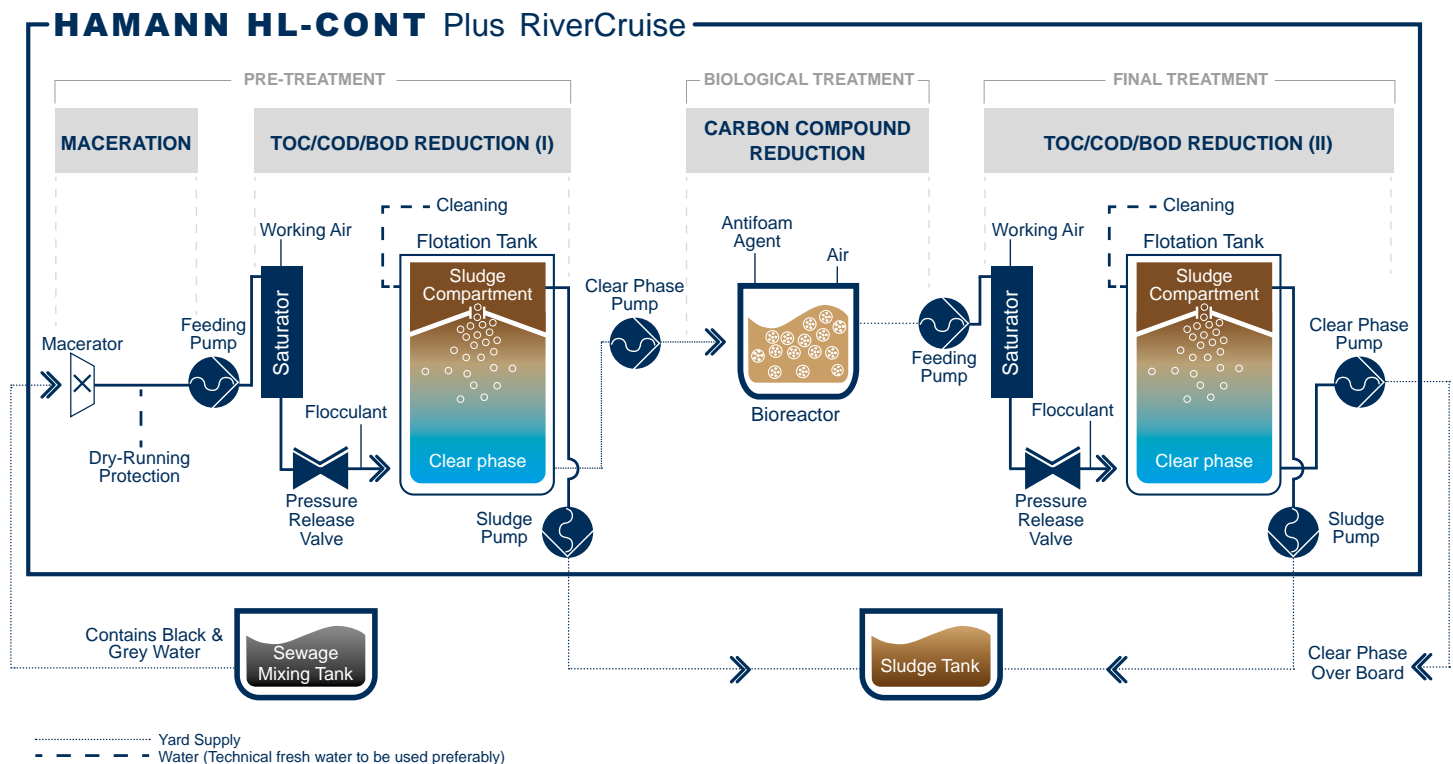 HAMANN HL-CONT Plus RiverCruise
PRE-TREATMENT
BIOLOGICAL TREATMENT
FINAL TREATMENT
MACERATION
TOC/COD/BOD REDUCTION (I)
CARBON COMPOUND
REDUCTION
TOC/COD/BOD REDUCTION (II)
Macerator
Dry-Running
Protection
Feeding
Pump
Working Air
Saturator
Flocculant
Pressure
Release
Valve
Cleaning
Flotation Tank
Sludge
Compartment
Clear phase
Sludge
Pump
Clear Phase
Pump
Antifoam
Agent
Air
Bioreactor
Feeding
Pump
Working Air
Saturator
Flocculant
Pressure
Release
Valve
Cleaning
Flotation Tank
Sludge
Compartment
Clear phase
Sludge
Pump
Clear Phase
Pump
Contains Black &
Grey Water
Sewage
Mixing Tank
Sludge Tank
Clear Phase
Over Board
Yard Supply
Water (Technical fresh water to be used preferably)